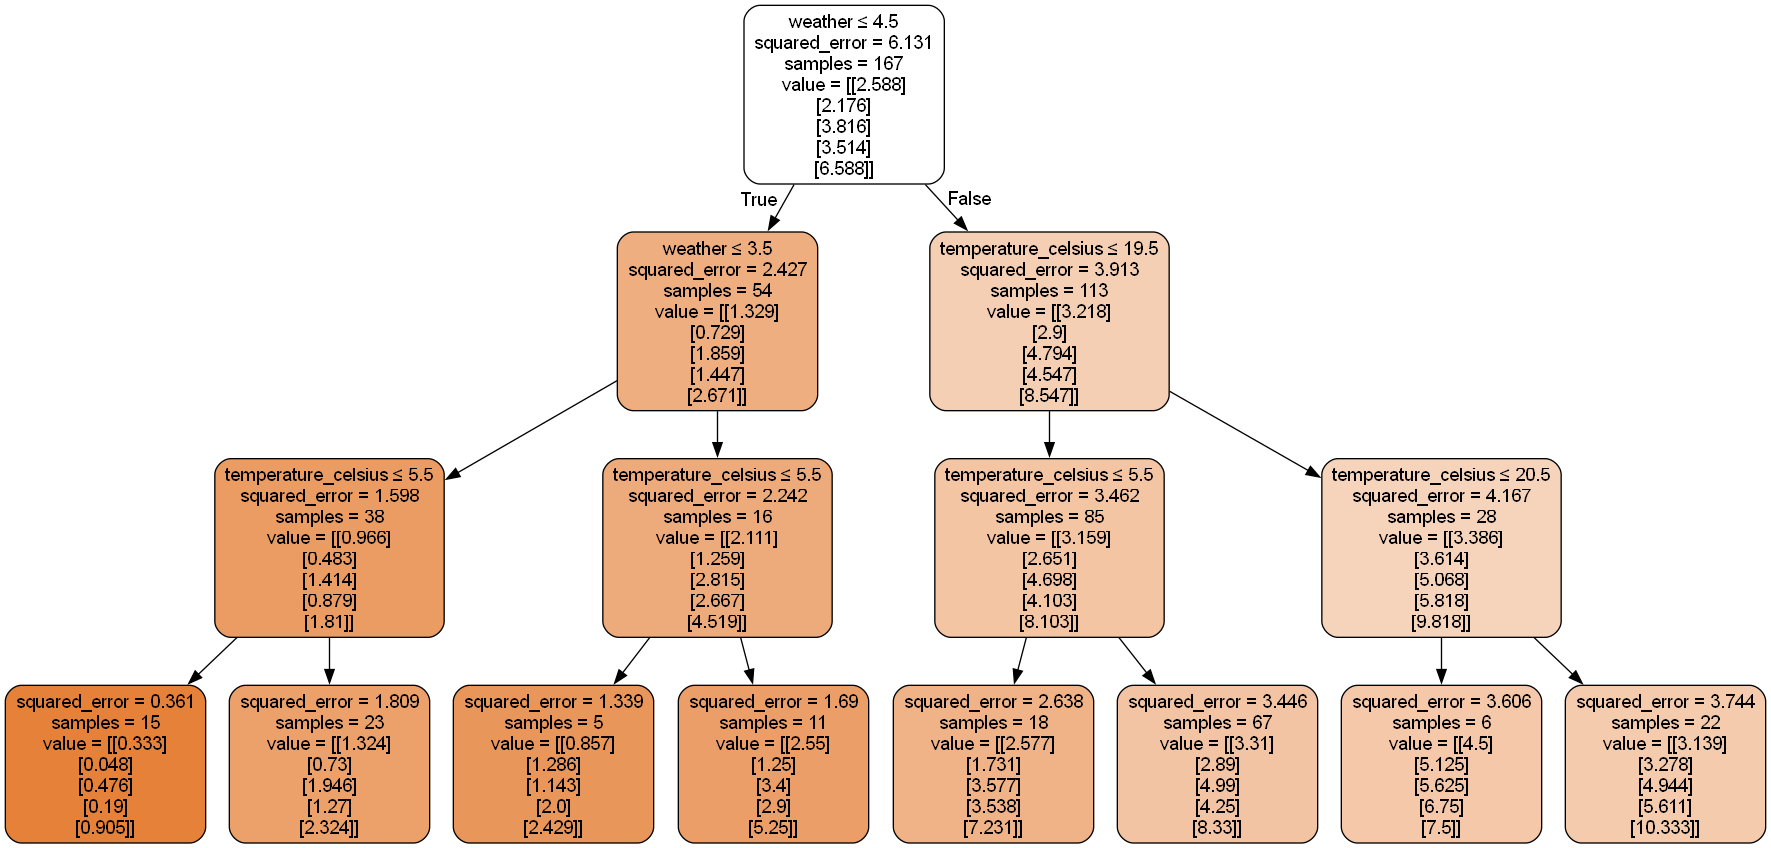 weather ≤ 4.5
squared_error = 6.131
samples = 167
value = [[2.588]
[2.176]
[3.816]
[3.514]
[6.588]]
True
False
weather ≤ 3.5
squared_error = 2.427
samples = 54
value = [[1.329]
[0.729]
[1.859]
[1.447]
[2.671]]
temperature_celsius ≤ 19.5
squared_error = 3.913
samples = 113
value = [[3.218]
[2.9]
[4.794]
[4.547]
[8.547]]
temperature_celsius ≤ 5.5
squared_error = 1.598
samples = 38
value = [[0.966]
[0.483]
[1.414]
[0.879]
[1.81]]
temperature_celsius ≤ 5.5
squared_error = 2.242
samples = 16
value = [[2.111]
[1.259]
[2.815]
[2.667]
[4.519]]
temperature_celsius ≤ 5.5
squared_error = 3.462
samples = 85
value = [[3.159]
[2.651]
[4.698]
[4.103]
[8.103]]
temperature_celsius ≤ 20.5
squared_error = 4.167
samples = 28
value = [[3.386]
[3.614]
[5.068]
[5.818]
[9.818]]
squared_error = 0.361
samples = 15
value = [[0.333]
[0.048]
[0.476]
[0.19]
[0.905]]
squared_error = 1.809
samples = 23
value = [[1.324]
[0.73]
[1.946]
[1.27]
[2.324]]
squared_error = 1.339
samples = 5
value = [[0.857]
[1.286]
[1.143]
[2.0]
[2.429]]
squared_error = 1.69
samples = 11
value = [[2.55]
[1.25]
[3.4]
[2.9]
[5.25]]
squared_error = 2.638
samples = 18
value = [[2.577]
[1.731]
[3.577]
[3.538]
[7.231]]
squared_error = 3.446
samples = 67
value = [[3.31]
[2.89]
[4.99]
[4.25]
[8.33]]
squared_error = 3.606
samples = 6
value = [[4.5]
[5.125]
[5.625]
[6.75]
[7.5]]
squared_error = 3.744
samples = 22
value = [[3.139]
[3.278]
[4.944]
[5.611]
[10.333]]